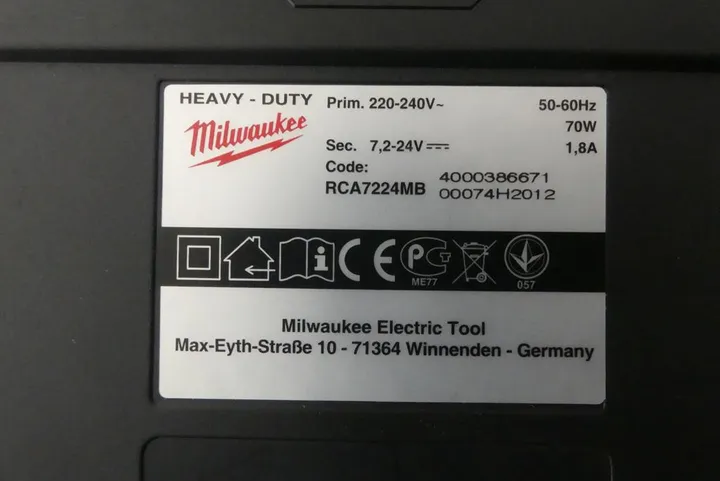 HEAVY - DUTY
Milwaukee
Prim. 220-240V~ 50-60Hz
70W
Sec. 7,2-24V 1,8A
Code: 4000386671
RCA7224MB 00074H2012
i
CE
ME77
057
Milwaukee Electric Tool
Max-Eyth-Straße 10 - 71364 Winnenden - Germany